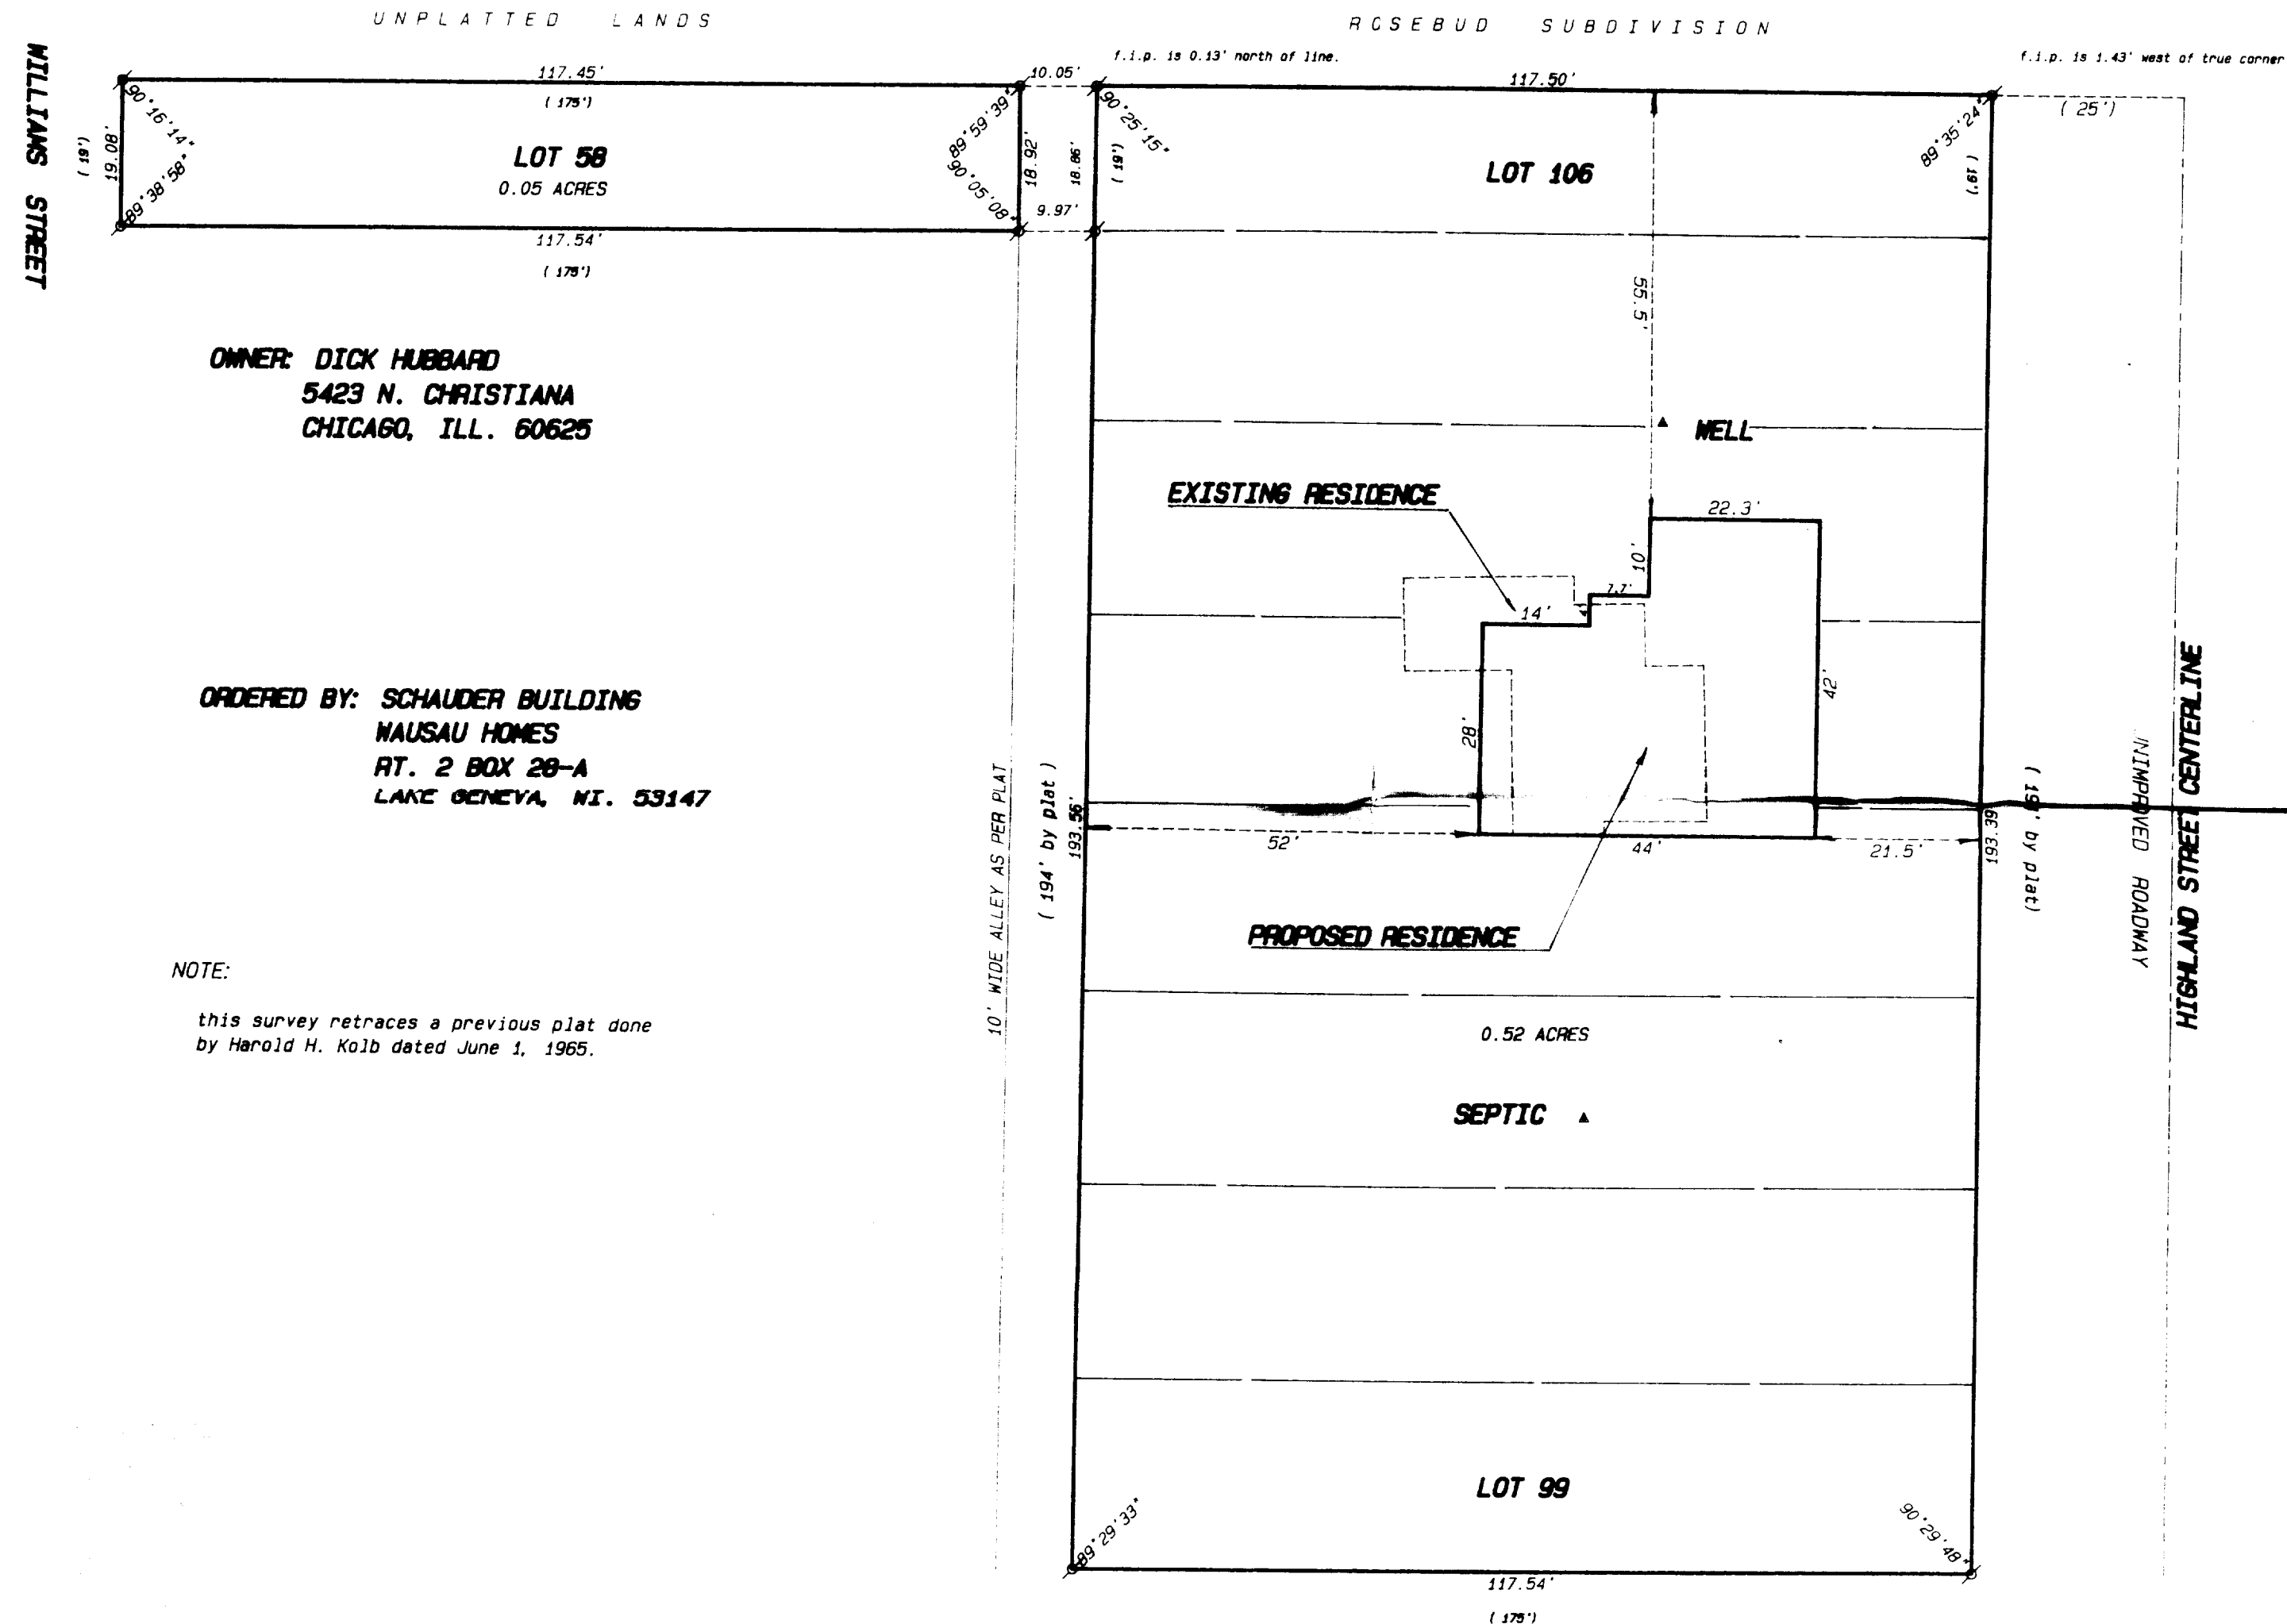 UNPLATTED LANDS
ROSEBUD SUBDIVISION
f.i.p. is 0.13' north of line.
f.i.p. is 1.43' west of true corner
WILLIAMS STREET
117.45'
(175')
10.05'
117.50'
(25')
90°16'14"
89°59'39"
90°25'15"
89°35'24"
(19')
19.08'
LOT 58
0.05 ACRES
18.92'
18.86'
(19')
LOT 106
(19')
89°38'58"
90°05'08"
9.97'
117.54'
(175')
55.5'
OWNER: DICK HUBBARD
5423 N. CHRISTIANA
CHICAGO, ILL. 60625
WELL
EXISTING RESIDENCE
22.3'
10'
7.7'
4'
14'
42'
28'
ORDERED BY: SCHAUDER BUILDING
WAUSAU HOMES
RT. 2 BOX 28-A
LAKE GENEVA, WI. 53147
10' WIDE ALLEY AS PER PLAT
(194' by plat)
193.56'
52'
44'
21.5'
193.39'
by plat)
ROADWAY
HIGHLAND STREET CENTERLINE
PROPOSED RESIDENCE
NOTE:
this survey retraces a previous plat done
by Harold H. Kolb dated June 1, 1965.
0.52 ACRES
SEPTIC
LOT 99
89°29'33"
90°29'48"
117.54'
(175')